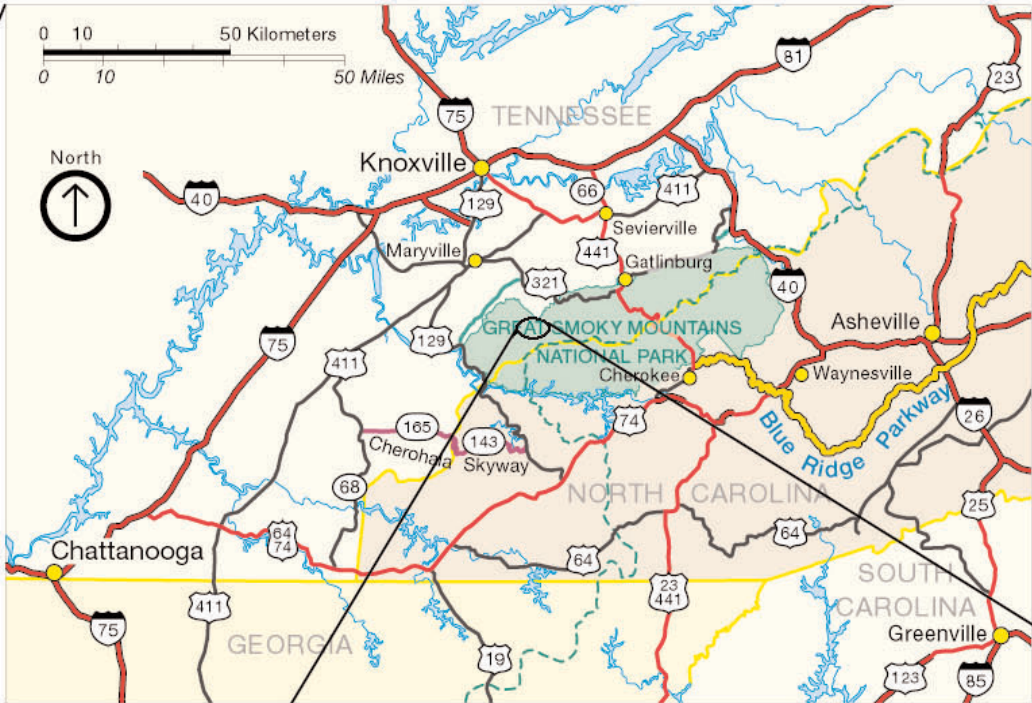 0 10 50 Kilometers
0 10 50 Miles
North
TENNESSEE
81
23
75
Knoxville
40
129
66
411
Sevierville
Maryville
441
Gatlinburg
321
40
GREAT SMOKY MOUNTAINS
NATIONAL PARK
Asheville
75
129
411
Cherokee
Waynesville
Blue Ridge Parkway
26
74
165
143
Cherohala
Skyway
68
NORTH CAROLINA
25
64
74
64
64
Chattanooga
SOUTH
CAROLINA
23
441
411
75
GEORGIA
19
Greenville
123
85